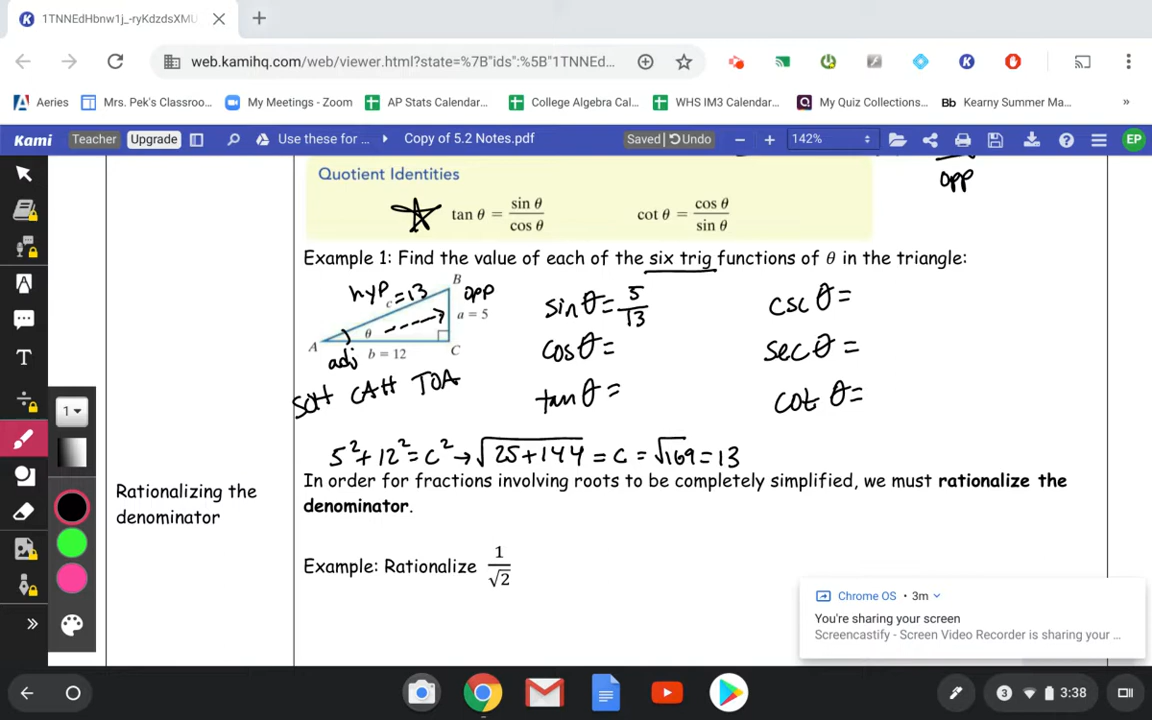 1TNNEdHbnw1j_-ryKdzdsXMU
web.kamihq.com/web/viewer.html?state=%7B"ids":%5B"1TNNEd...
Aeries Mrs. Pek's Classroo... My Meetings - Zoom AP Stats Calendar... College Algebra Cal... WHS IM3 Calendar... My Quiz Collections... Bb Kearny Summer Ma... »
Kami Teacher Upgrade Use these for ... Copy of 5.2 Notes.pdf Saved Undo 142% EP
opp
Quotient Identities
tan θ = sin θ / cos θ cot θ = cos θ / sin θ
Example 1: Find the value of each of the six trig functions of θ in the triangle:
hyp c = 13 B opp
a = 5
A θ C
adj b = 12
SOH CAH TOA
sin θ = 5/13 csc θ =
cos θ = sec θ =
tan θ = cot θ =
5² + 12² = c² → √25 + 144 = c = √169 = 13
Rationalizing the
denominator
In order for fractions involving roots to be completely simplified, we must rationalize the
denominator.
Example: Rationalize 1/√2
1
Chrome OS • 3m
You're sharing your screen
Screencastify - Screen Video Recorder is sharing your ...
3 3:38